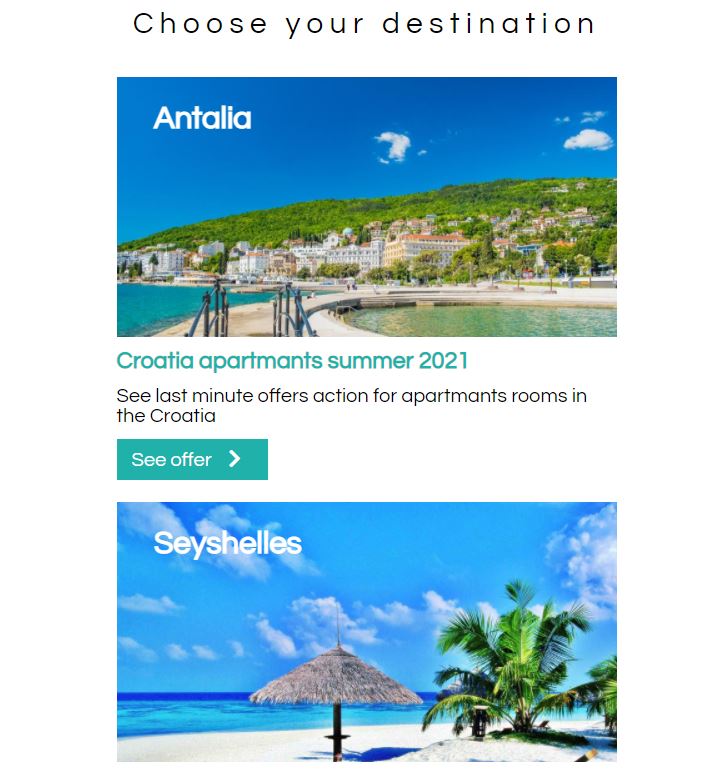 Choose your destination
Antalia
Croatia apartmants summer 2021
See last minute offers action for apartmants rooms in
the Croatia
See offer
Seyshelles